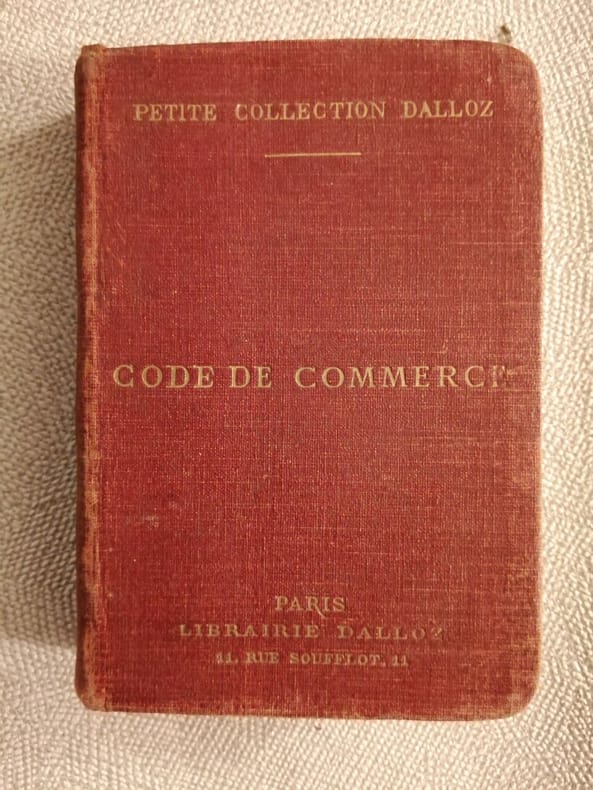 PETITE COLLECTION DALLOZ
CODE DE COMMERCE
PARIS
LIBRAIRIE DALLOZ
11, RUE SOUFFLOT, 11